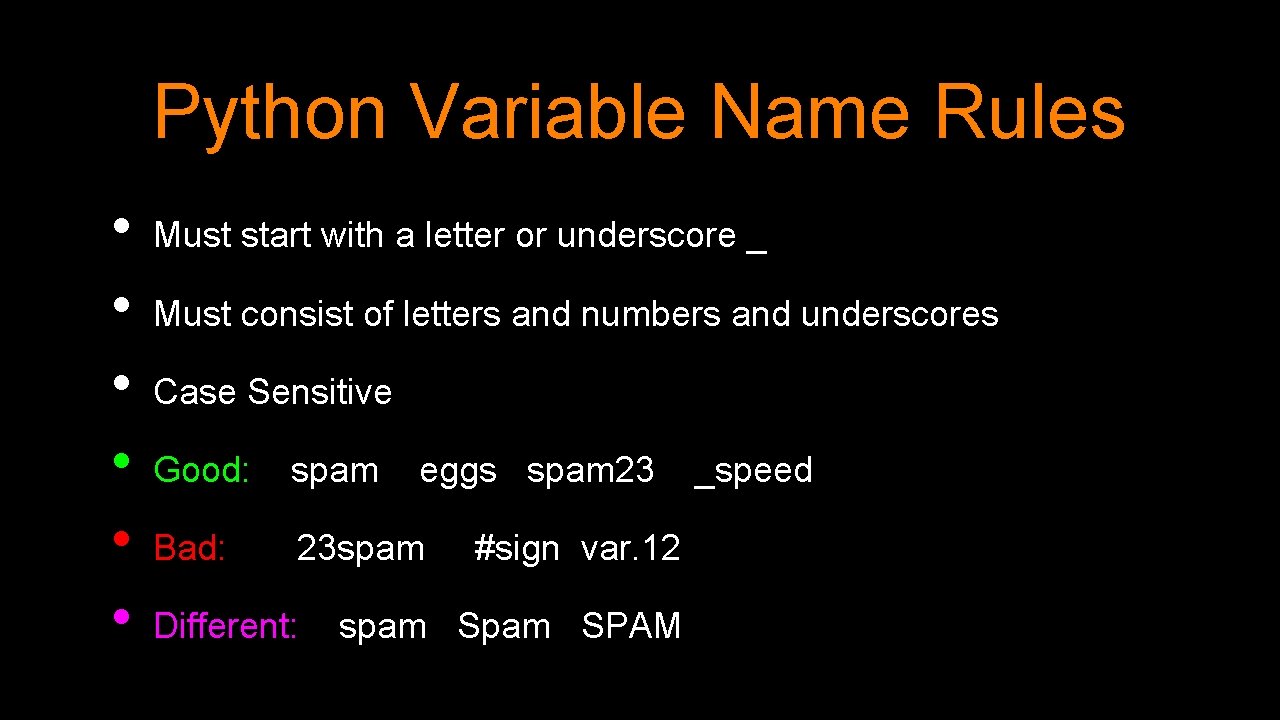 Python Variable Name Rules
• Must start with a letter or underscore _
• Must consist of letters and numbers and underscores
• Case Sensitive
• Good: spam eggs spam23 _speed
• Bad: 23spam #sign var.12
• Different: spam Spam SPAM